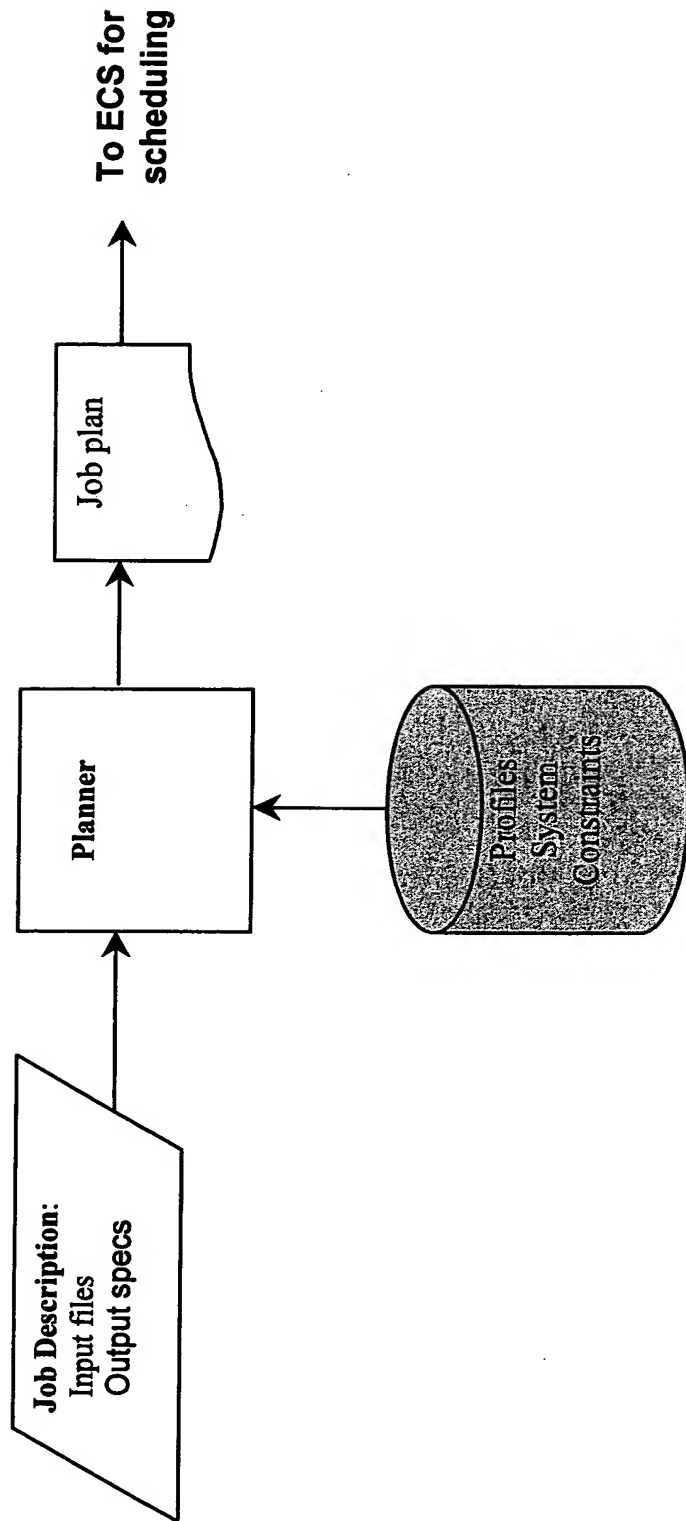 Job Description:
Input files
Output specs
Planner
Profiles
System
Constraints
Job plan
To ECS for
scheduling